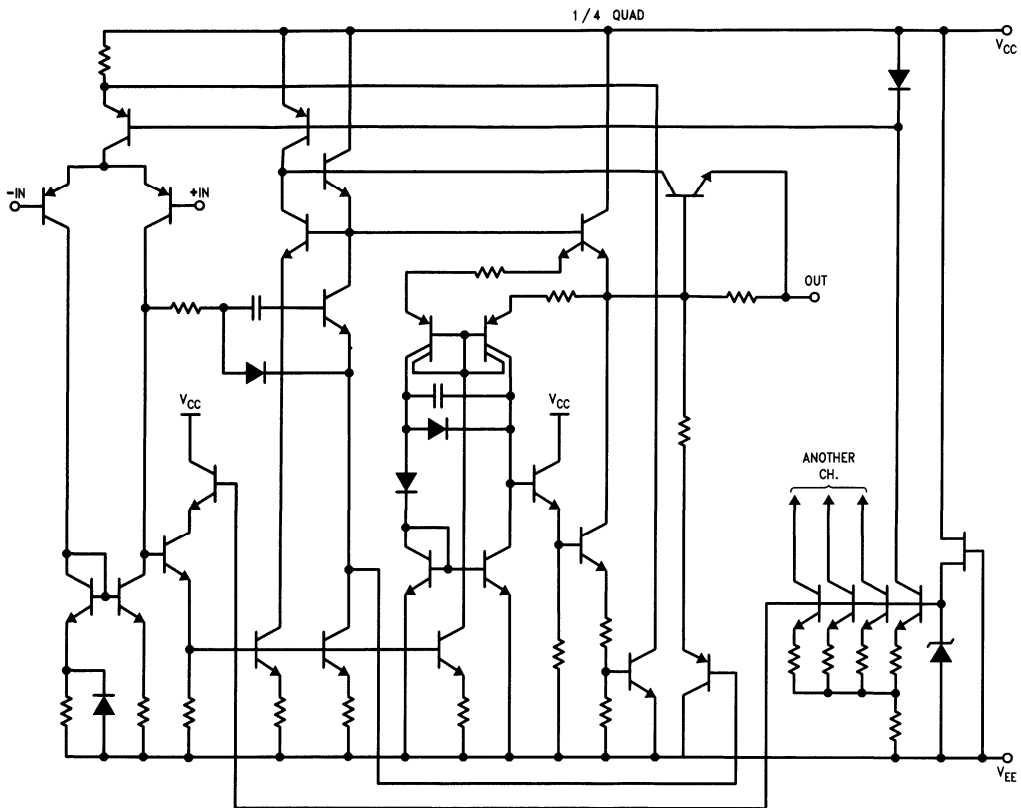 1/4 QUAD
VCC
-IN
+IN
OUT
VCC
VCC
ANOTHER
CH.
VEE